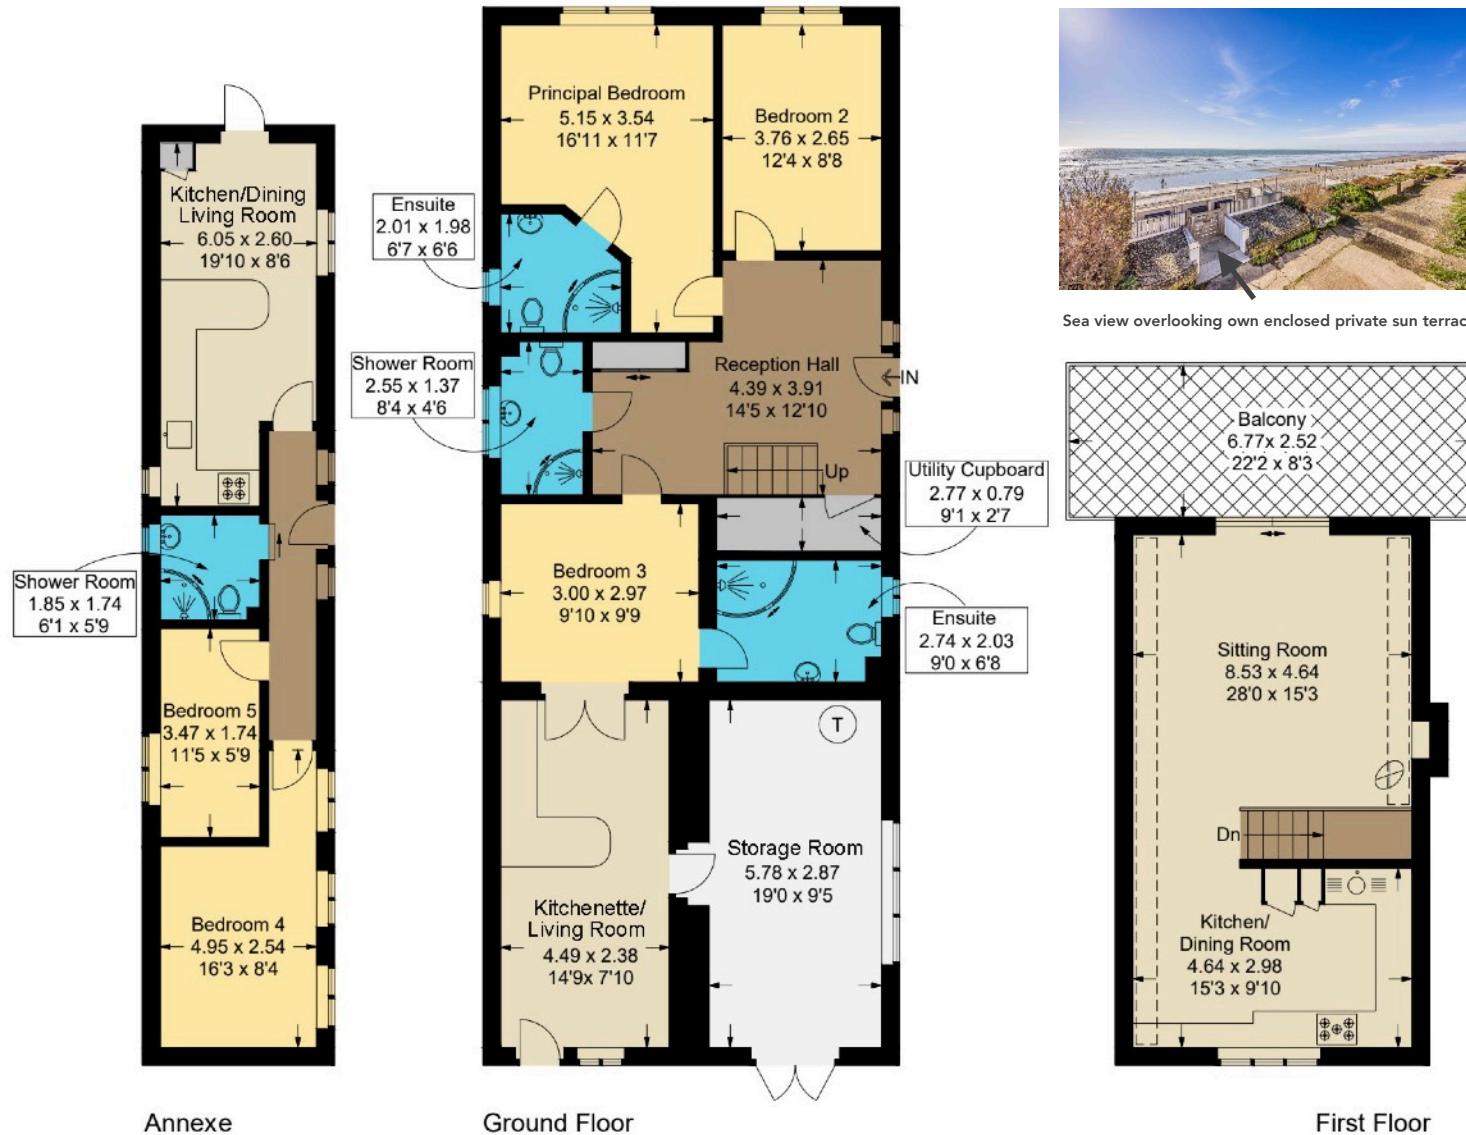 Kitchen/Dining
Living Room
6.05 x 2.60
19'10 x 8'6
Shower Room
1.85 x 1.74
6'1 x 5'9
Bedroom 5
3.47 x 1.74
11'5 x 5'9
Bedroom 4
4.95 x 2.54
16'3 x 8'4
Annexe
Principal Bedroom
5.15 x 3.54
16'11 x 11'7
Bedroom 2
3.76 x 2.65
12'4 x 8'8
Ensuite
2.01 x 1.98
6'7 x 6'6
Shower Room
2.55 x 1.37
8'4 x 4'6
Reception Hall
4.39 x 3.91
14'5 x 12'10
IN
Up
Utility Cupboard
2.77 x 0.79
9'1 x 2'7
Bedroom 3
3.00 x 2.97
9'10 x 9'9
Ensuite
2.74 x 2.03
9'0 x 6'8
T
Storage Room
5.78 x 2.87
19'0 x 9'5
Kitchenette/
Living Room
4.49 x 2.38
14'9x 7'10
Ground Floor
Sea view overlooking own enclosed private sun terrac
Balcony
6.77x 2.52
22'2 x 8'3
Sitting Room
8.53 x 4.64
28'0 x 15'3
Dn
Kitchen/
Dining Room
4.64 x 2.98
15'3 x 9'10
First Floor